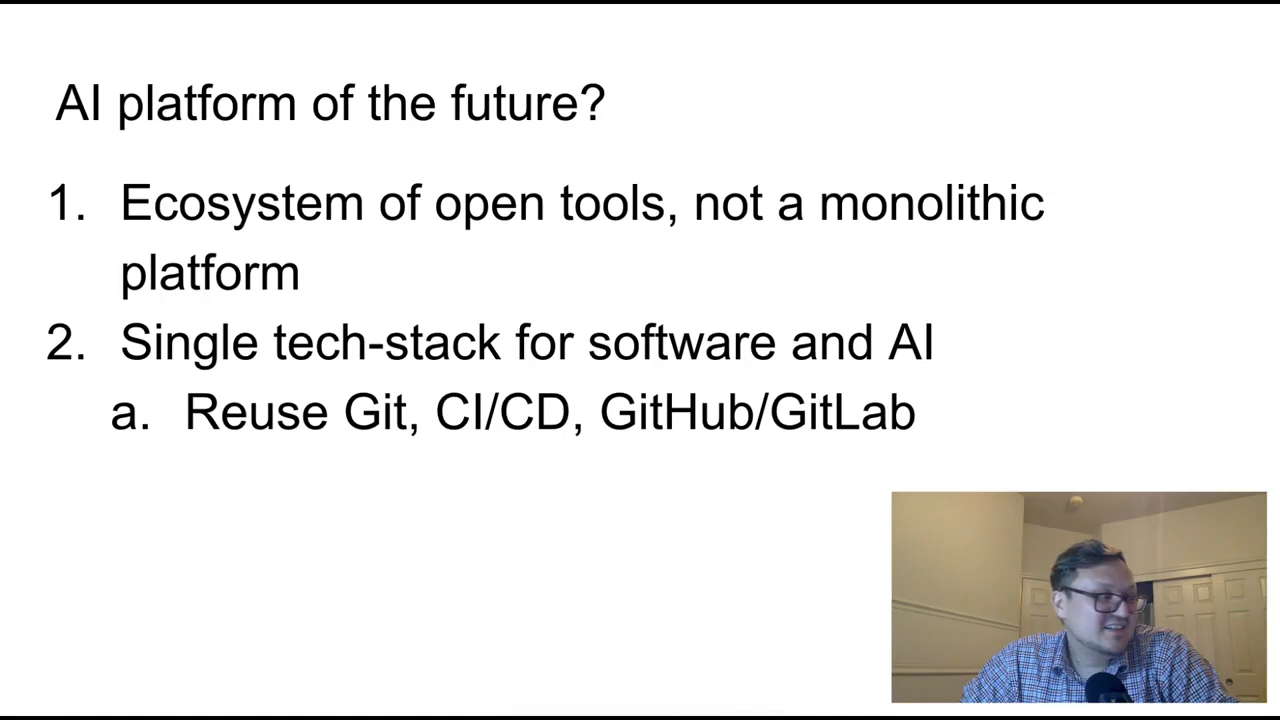 AI platform of the future?
1. Ecosystem of open tools, not a monolithic
platform
2. Single tech-stack for software and AI
a. Reuse Git, CI/CD, GitHub/GitLab